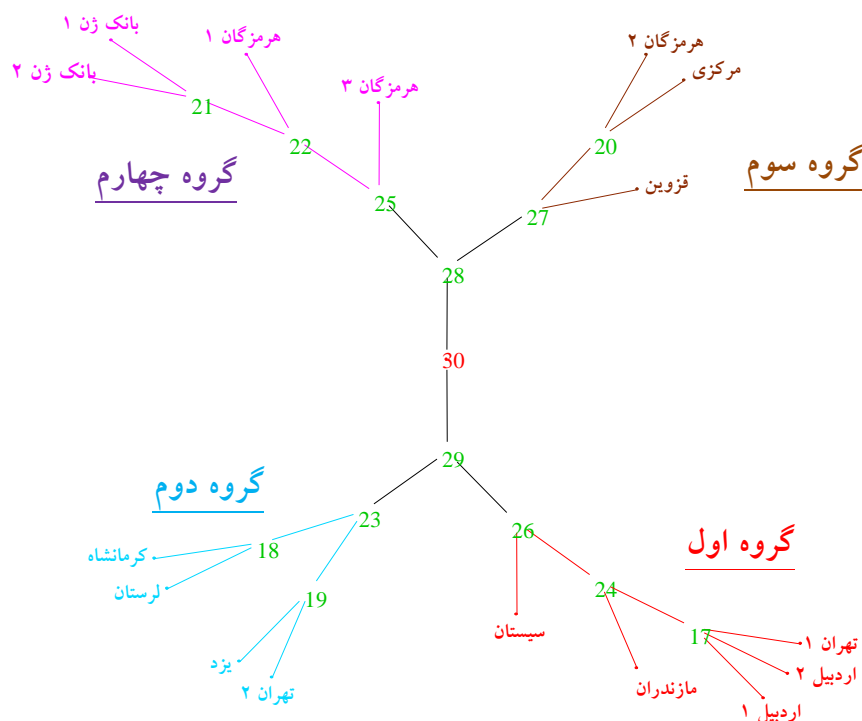 بانک ژن ۱
هرمزگان ۱
هرمزگان ۲
مرکزی
بانک ژن ۲
هرمزگان ۳
21
22
20
گروه سوم
گروه چهارم
قزوین
25
27
28
30
29
گروه دوم
23
26
گروه اول
کرمانشاه
18
لرستان
19
24
سیستان
17
تهران ۱
یزد
اردبیل ۲
تهران ۲
مازندران
اردبیل ۱